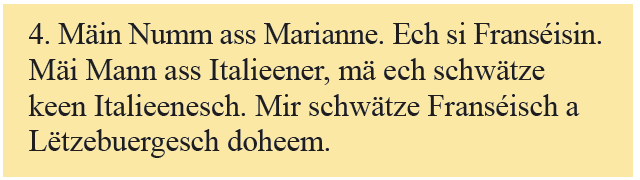 4. Mäin Numm ass Marianne. Ech si Franséisin.
Mäi Mann ass Italieener, mä ech schwätze
keen Italieenesch. Mir schwätze Franséisch a
Lëtzebuergesch doheem.